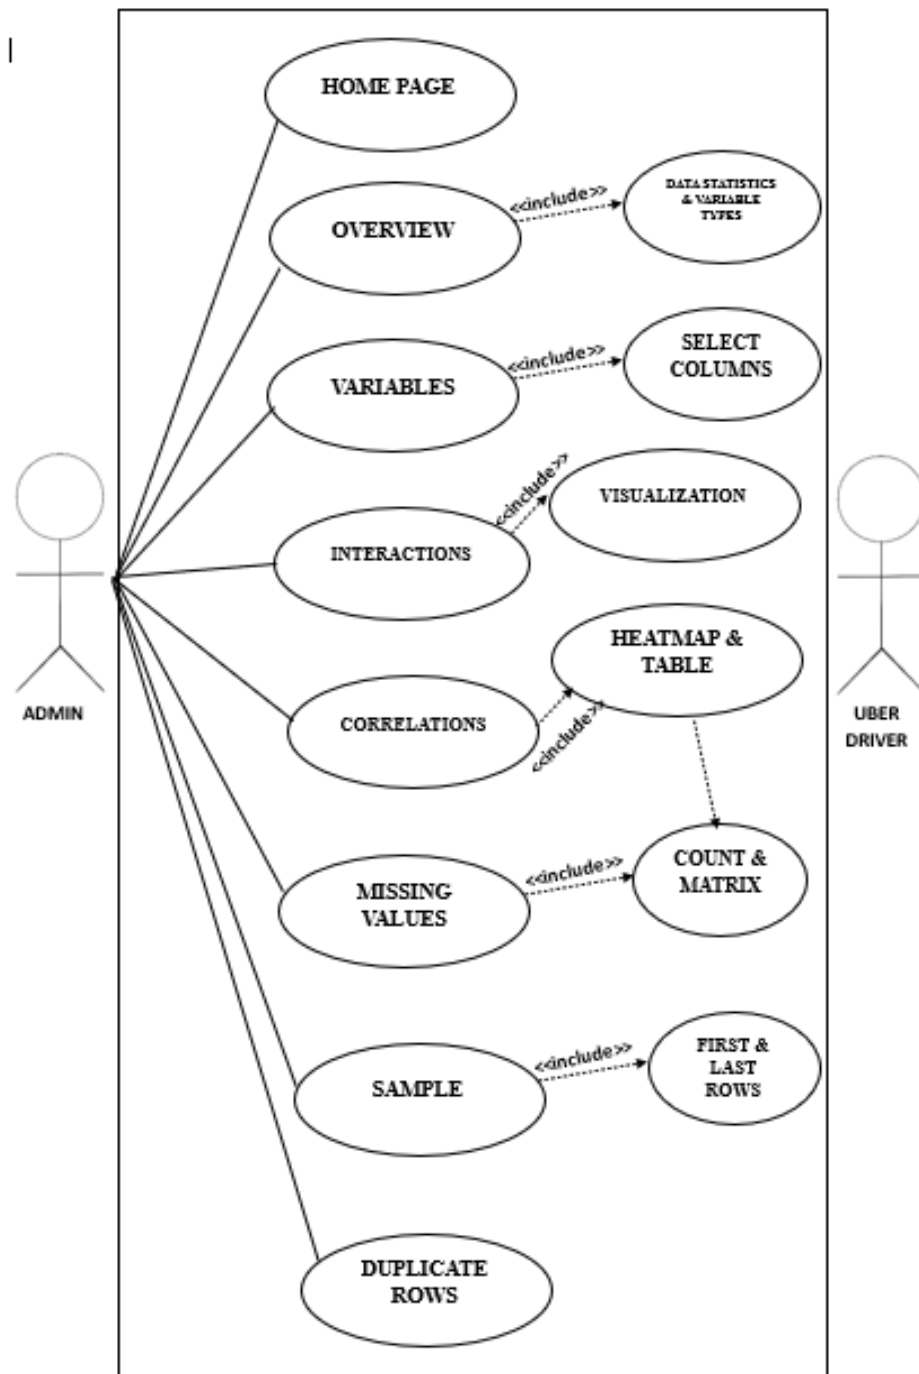 HOME PAGE
OVERVIEW
<<include>>
DATA STATISTICS
& VARIABLE
TYPES
VARIABLES
<<include>>
SELECT
COLUMNS
INTERACTIONS
<<include>>
VISUALIZATION
ADMIN
UBER
DRIVER
CORRELATIONS
<<include>>
HEATMAP &
TABLE
MISSING
VALUES
<<include>>
COUNT &
MATRIX
SAMPLE
<<include>>
FIRST &
LAST
ROWS
DUPLICATE
ROWS